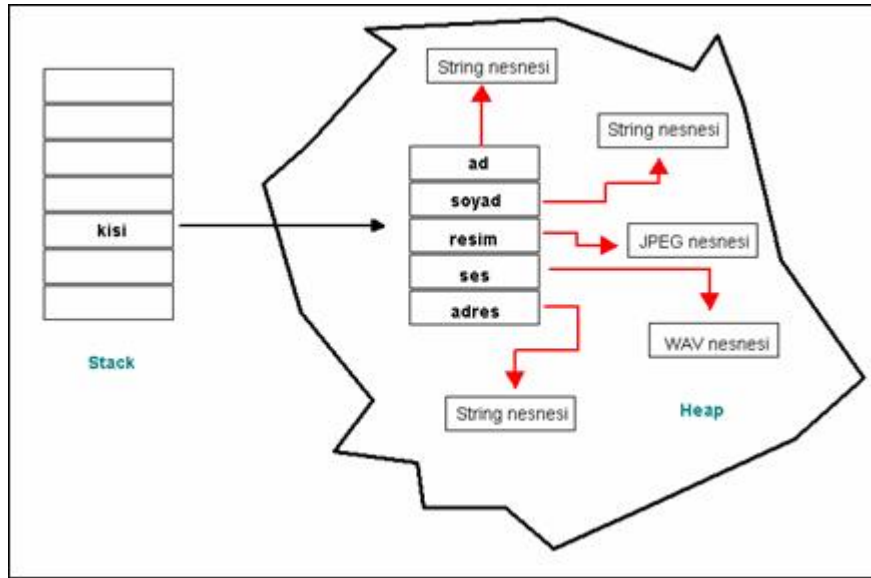 String nesnesi
String nesnesi
ad
soyad
kisi
resim
JPEG nesnesi
ses
adres
WAV nesnesi
Stack
String nesnesi
Heap